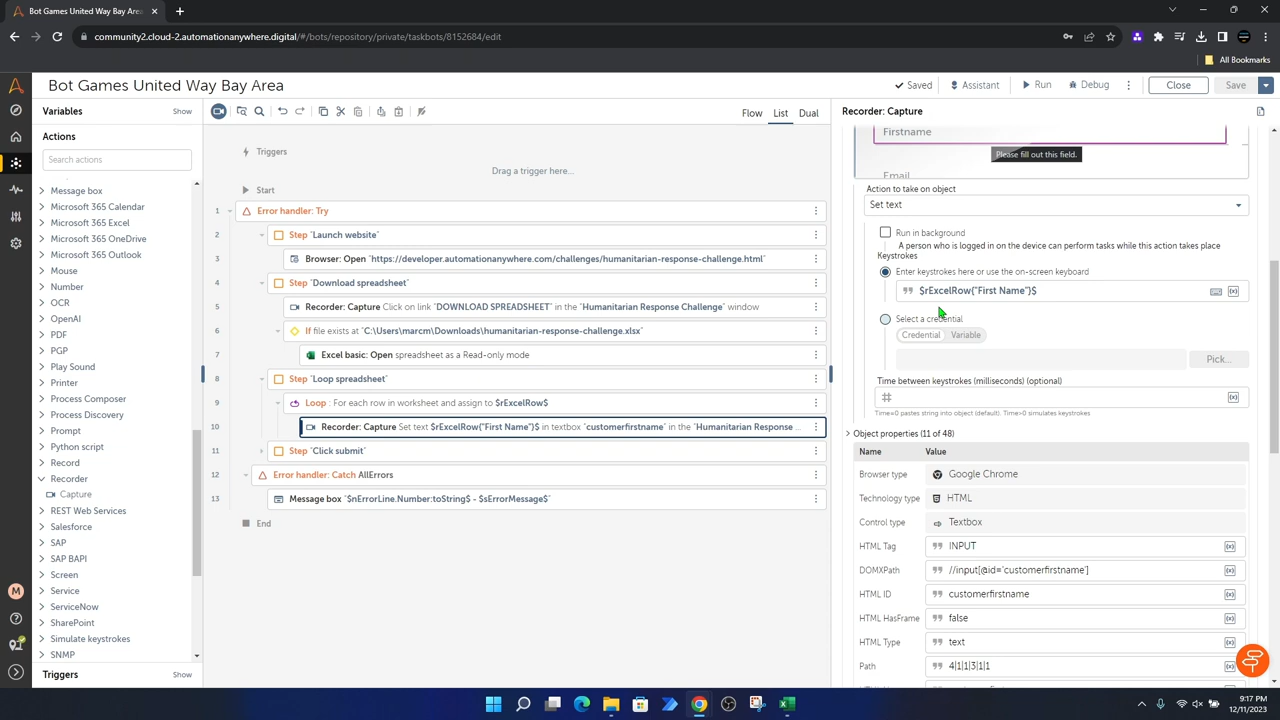 Bot Games United Way Bay Area
community2.cloud-2.automationanywhere.digital/#/bots/repository/private/taskbots/8152684/edit
All Bookmarks
Bot Games United Way Bay Area
Saved
Assistant
Run
Debug
Close
Save
Variables
Show
Actions
Search actions
Message box
Microsoft 365 Calendar
Microsoft 365 Excel
Microsoft 365 OneDrive
Microsoft 365 Outlook
Mouse
Number
OCR
OpenAI
PDF
PGP
Play Sound
Printer
Process Composer
Process Discovery
Prompt
Python script
Record
Recorder
Capture
REST Web Services
Salesforce
SAP
SAP BAPI
Screen
Service
ServiceNow
SharePoint
Simulate keystrokes
SNMP
Triggers
Show
M
Flow
List
Dual
Triggers
Drag a trigger here...
Start
1 Error handler: Try
2 Step "Launch website"
3 Browser: Open "https://developer.automationanywhere.com/challenges/humanitarian-response-challenge.html"
4 Step "Download spreadsheet"
5 Recorder: Capture Click on link "DOWNLOAD SPREADSHEET" in the "Humanitarian Response Challenge" window
6 If file exists at "C:\Users\marcm\Downloads\humanitarian-response-challenge.xlsx"
7 Excel basic: Open spreadsheet as a Read-only mode
8 Step "Loop spreadsheet"
9 Loop : For each row in worksheet and assign to $rExcelRow$
10 Recorder: Capture Set text $rExcelRow{"First Name"}$ in textbox "customerfirstname" in the "Humanitarian Response ...
11 Step "Click submit"
12 Error handler: Catch AllErrors
13 Message box "$nErrorLine.Number:toString$ - $sErrorMessage$"
End
Recorder: Capture
Firstname
Please fill out this field.
Email
Action to take on object
Set text
Run in background
A person who is logged in on the device can perform tasks while this action takes place
Keystrokes
Enter keystrokes here or use the on-screen keyboard
$rExcelRow{"First Name"}$
Select a credential
Credential
Variable
Pick...
Time between keystrokes (milliseconds) (optional)
Time=0 pastes string into object (default). Time>0 simulates keystrokes
Object properties (11 of 48)
Name Value
Browser type Google Chrome
Technology type HTML
Control type Textbox
HTML Tag INPUT
DOMXPath //input[@id='customerfirstname']
HTML ID customerfirstname
HTML HasFrame false
HTML Type text
Path 4|1|1|3|1|1
9:17 PM
12/11/2023